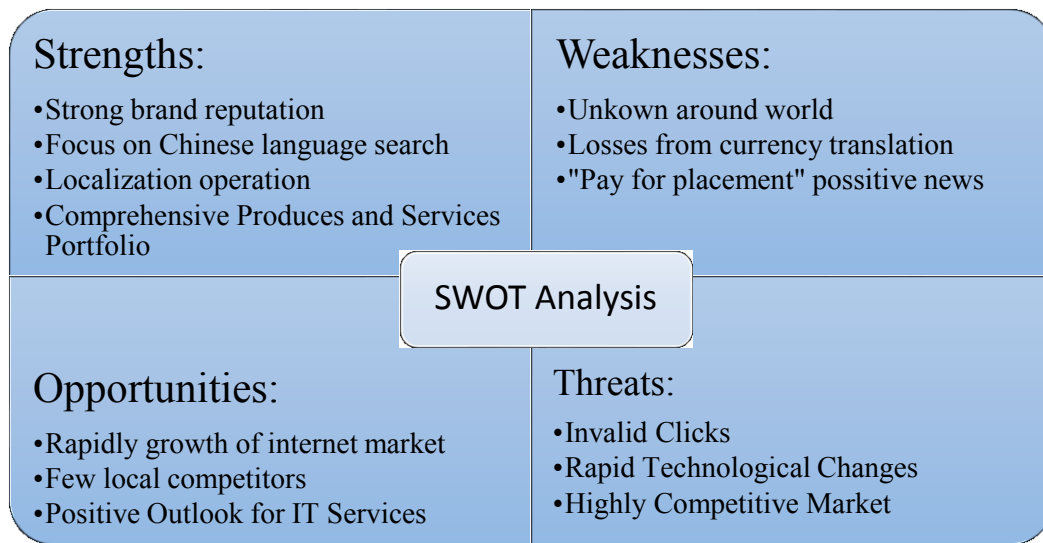 Strengths:
•Strong brand reputation
•Focus on Chinese language search
•Localization operation
•Comprehensive Produces and Services
Portfolio
Weaknesses:
•Unkown around world
•Losses from currency translation
•"Pay for placement" possitive news
SWOT Analysis
Opportunities:
•Rapidly growth of internet market
•Few local competitors
•Positive Outlook for IT Services
Threats:
•Invalid Clicks
•Rapid Technological Changes
•Highly Competitive Market